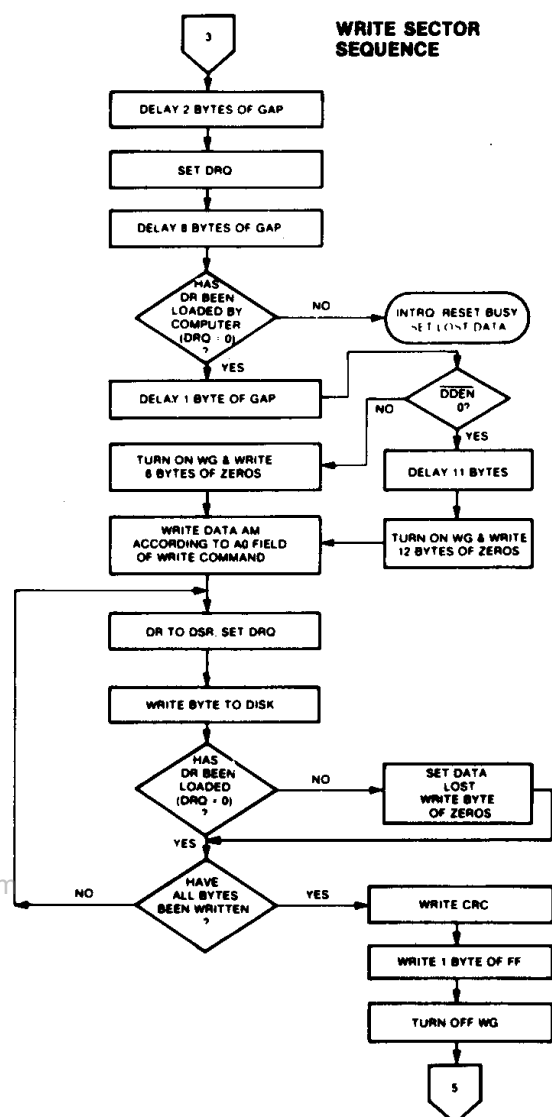 WRITE SECTOR
SEQUENCE
3
DELAY 2 BYTES OF GAP
SET DRQ
DELAY 8 BYTES OF GAP
HAS
DR BEEN
LOADED BY
COMPUTER
(DRQ = 0)
?
NO
INTRQ RESET BUSY
SET LOST DATA
YES
DELAY 1 BYTE OF GAP
DDEN
0?
NO
YES
TURN ON WG & WRITE
6 BYTES OF ZEROS
DELAY 11 BYTES
WRITE DATA AM
ACCORDING TO A0 FIELD
OF WRITE COMMAND
TURN ON WG & WRITE
12 BYTES OF ZEROS
DR TO DSR, SET DRQ
WRITE BYTE TO DISK
HAS
DR BEEN
LOADED
(DRQ = 0)
?
NO
SET DATA
LOST
WRITE BYTE
OF ZEROS
YES
HAVE
ALL BYTES
BEEN WRITTEN
?
NO
YES
WRITE CRC
WRITE 1 BYTE OF FF
TURN OFF WG
5